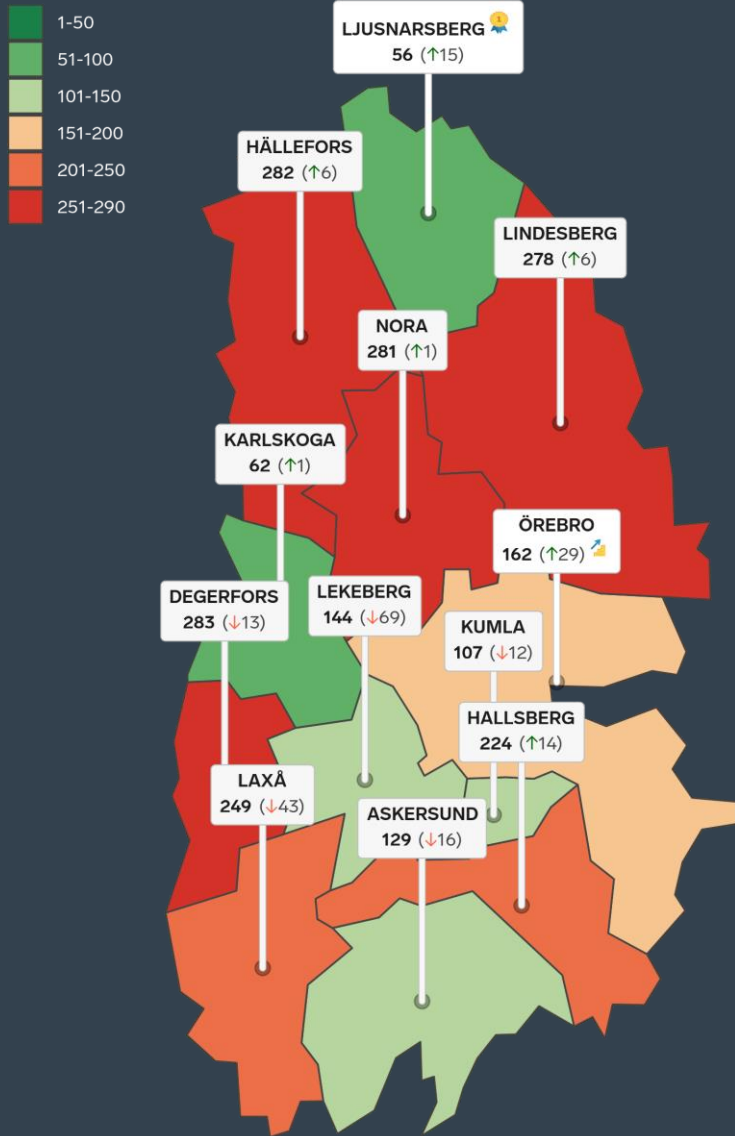 1-50
51-100
101-150
151-200
201-250
251-290
LJUSNARSBERG
56 (↑15)
HÄLLEFORS
282 (↑6)
LINDESBERG
278 (↑6)
NORA
281 (↑1)
KARLSKOGA
62 (↑1)
ÖREBRO
162 (↑29)
DEGERFORS
283 (↓13)
LEKEBERG
144 (↓69)
KUMLA
107 (↓12)
HALLSBERG
224 (↑14)
LAXÅ
249 (↓43)
ASKERSUND
129 (↓16)